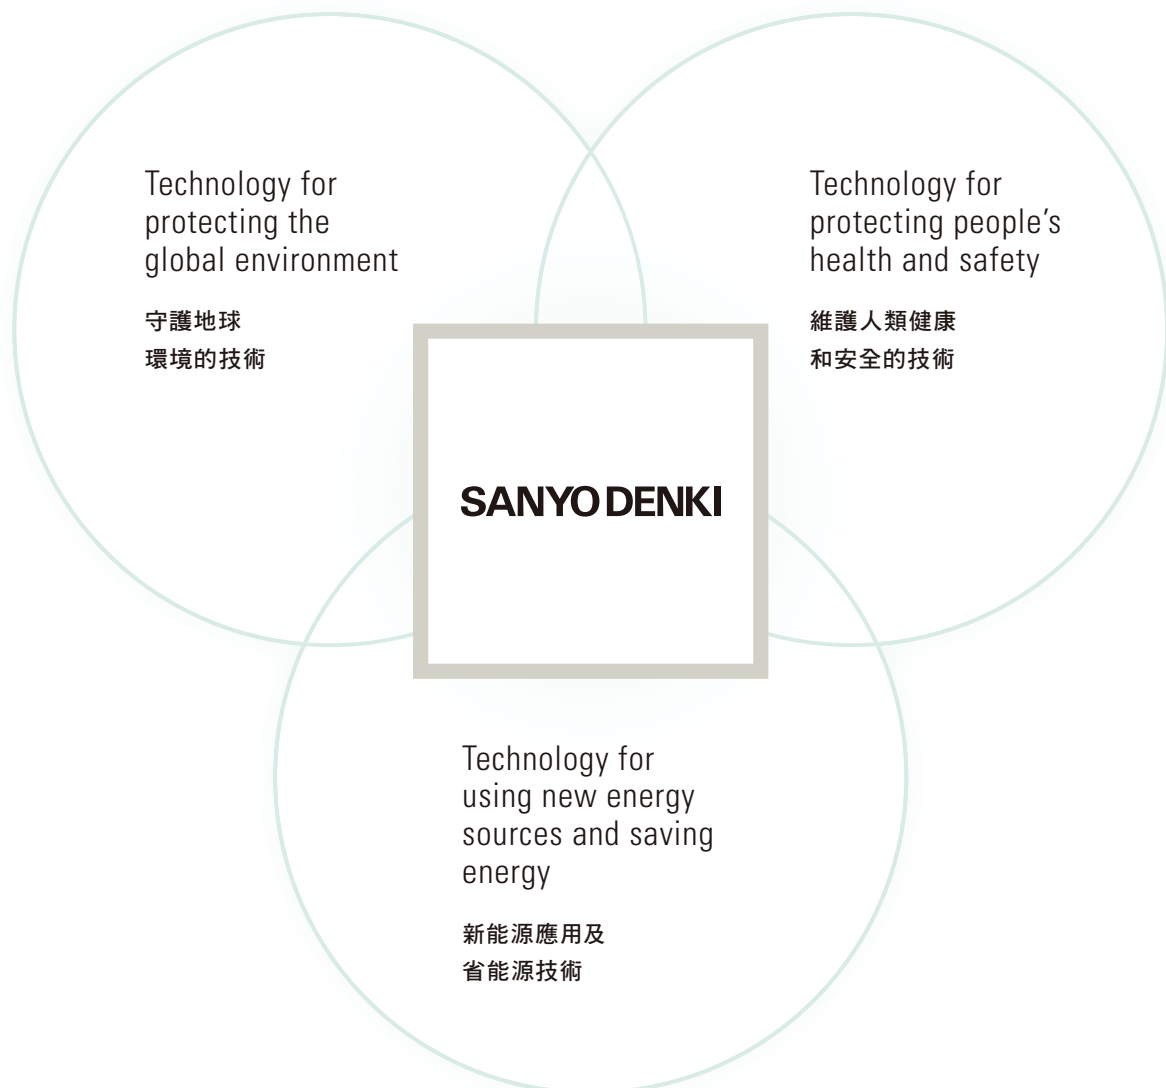 Technology for
protecting the
global environment
守護地球
環境的技術
Technology for
protecting people’s
health and safety
維護人類健康
和安全的技術
SANYO DENKI
Technology for
using new energy
sources and saving
energy
新能源應用及
省能源技術